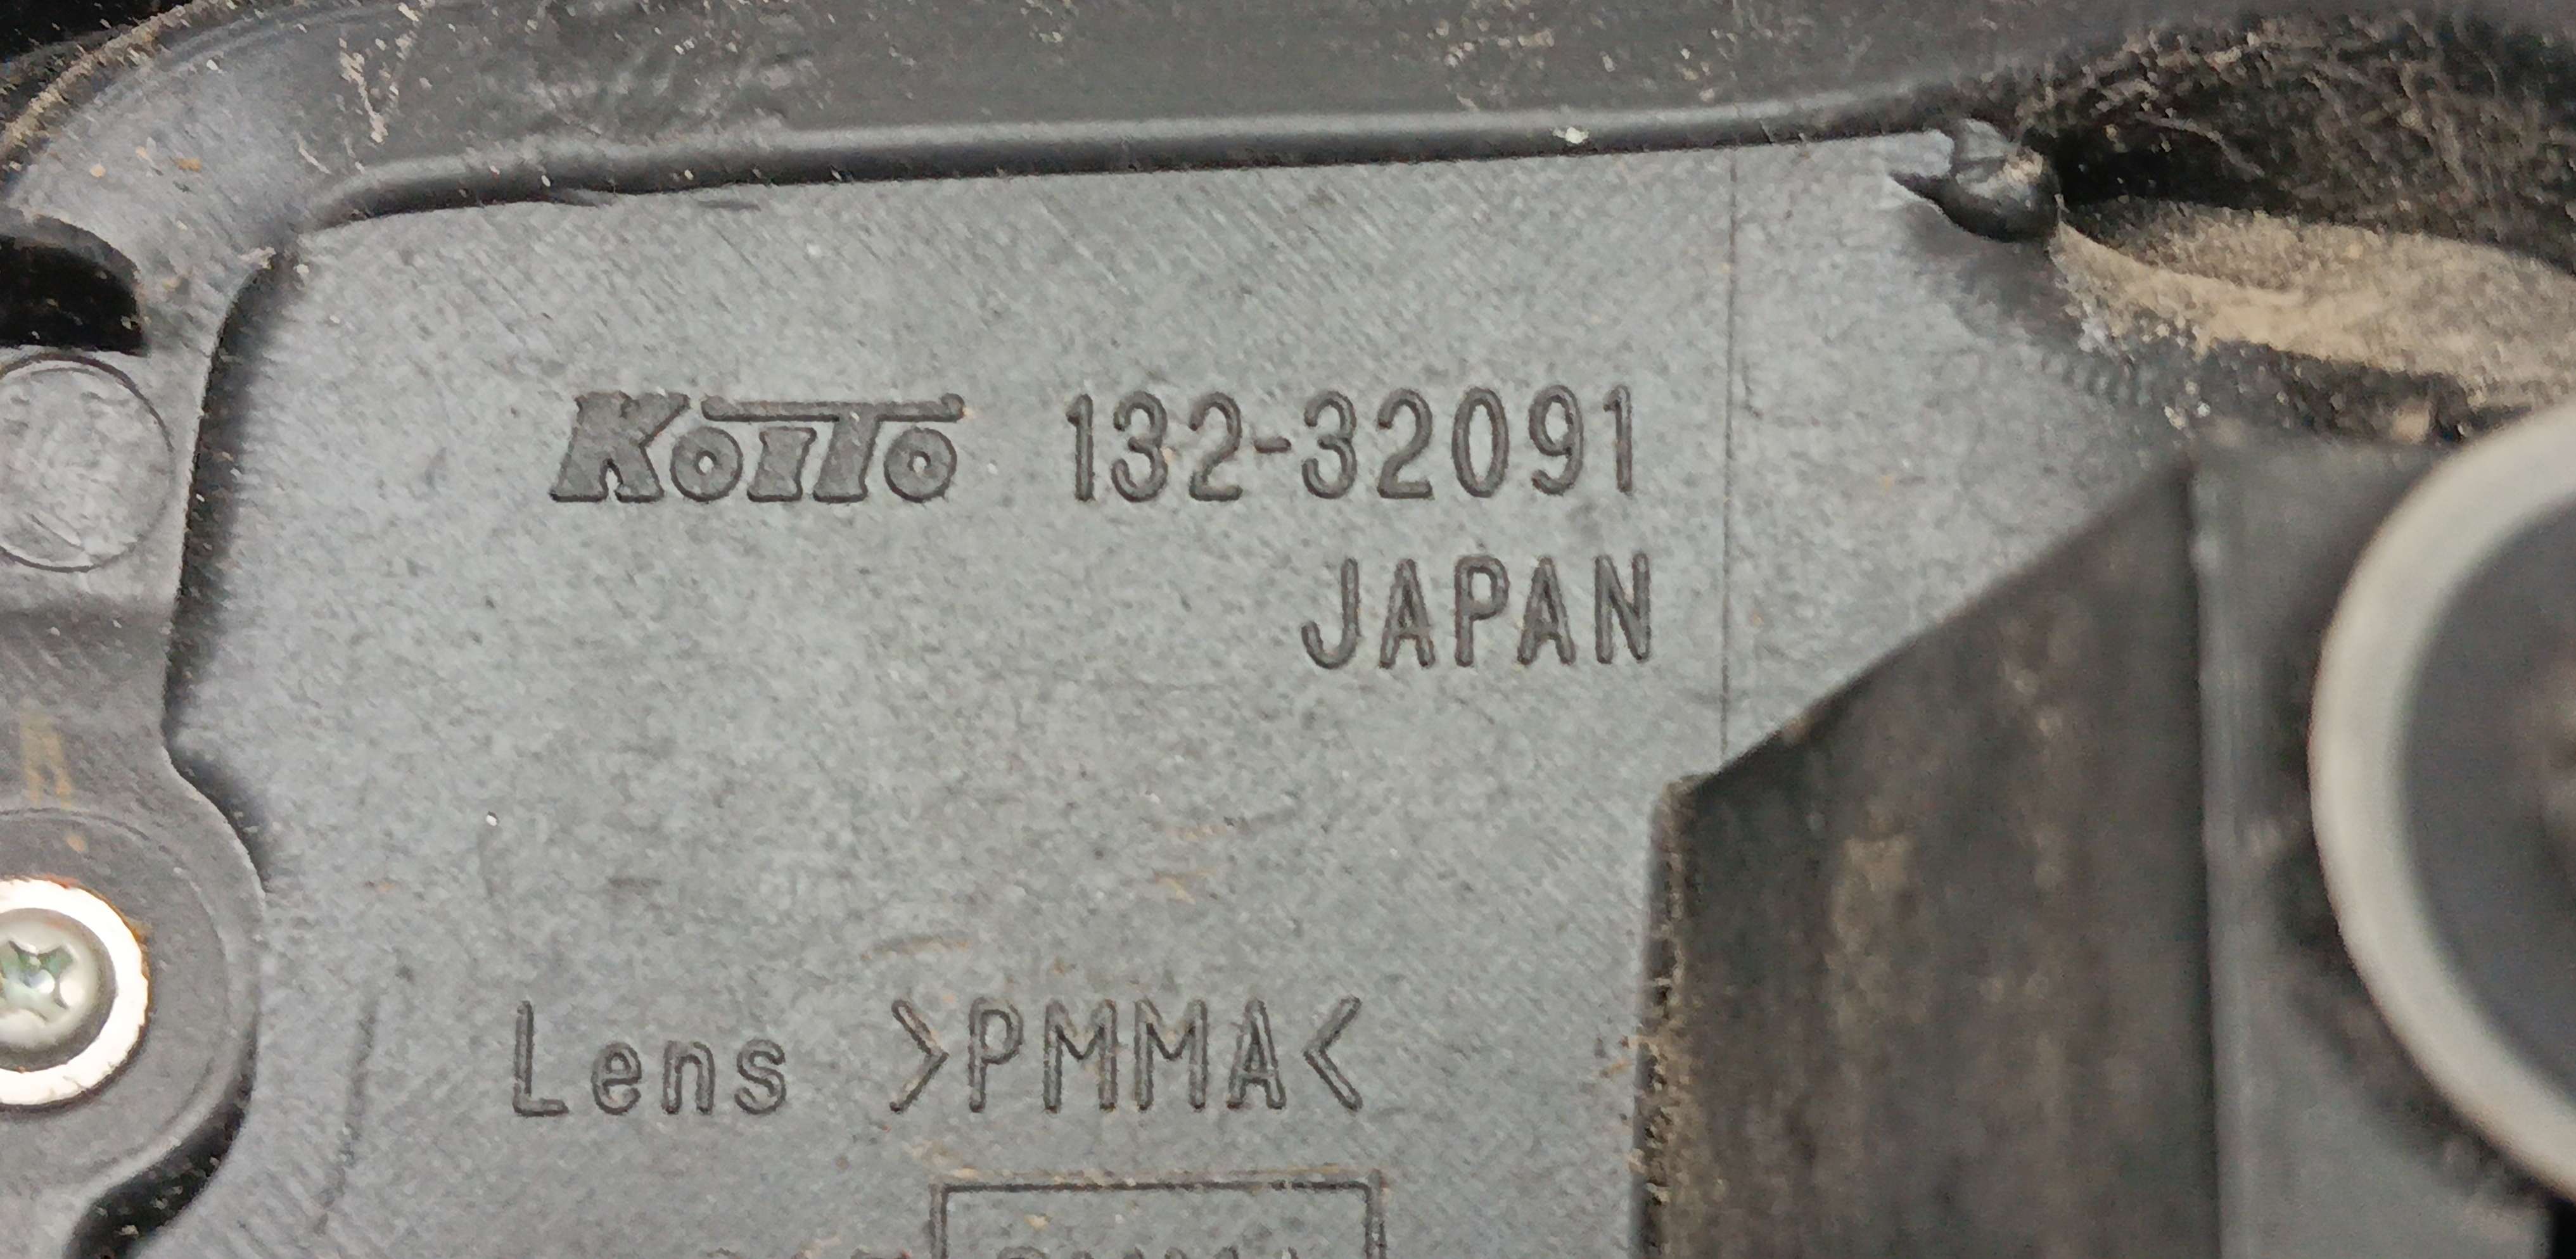 KOITO 132-32091
JAPAN
Lens >PMMA<